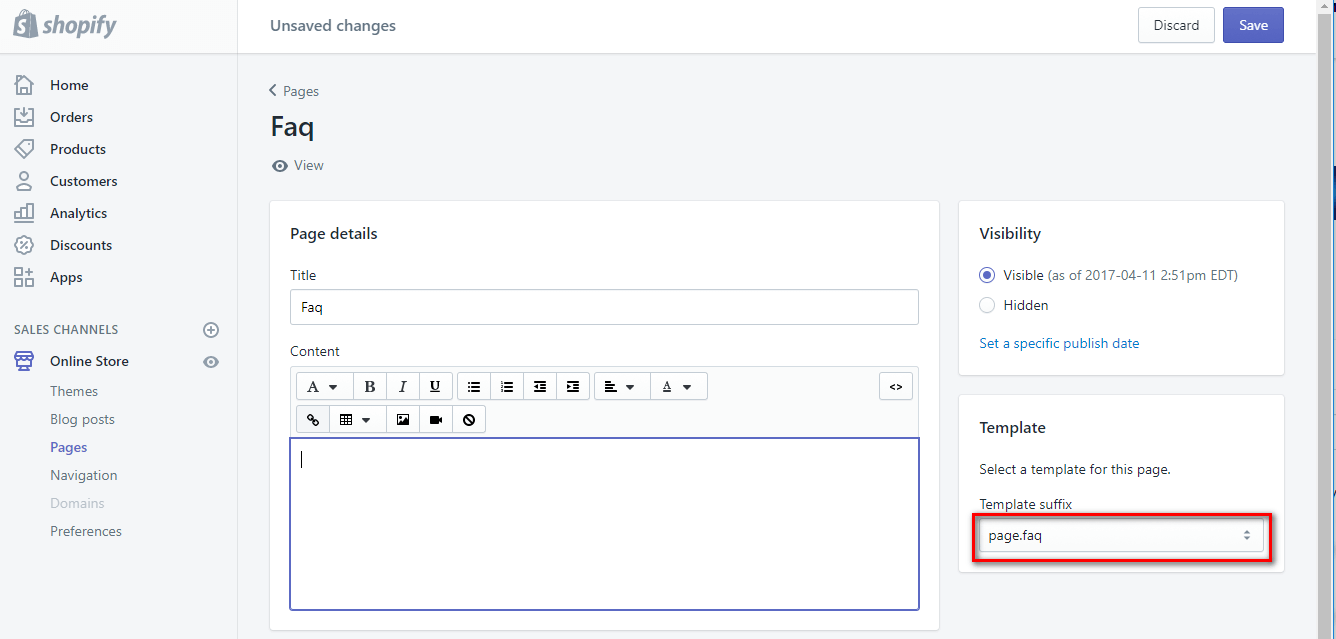 shopify
Unsaved changes
Discard
Save
Home
Orders
Products
Customers
Analytics
Discounts
Apps
SALES CHANNELS
Online Store
Themes
Blog posts
Pages
Navigation
Domains
Preferences
Pages
Faq
View
Page details
Title
Faq
Content
A
B
I
U
A
<>
Visibility
Visible (as of 2017-04-11 2:51pm EDT)
Hidden
Set a specific publish date
Template
Select a template for this page.
Template suffix
page.faq